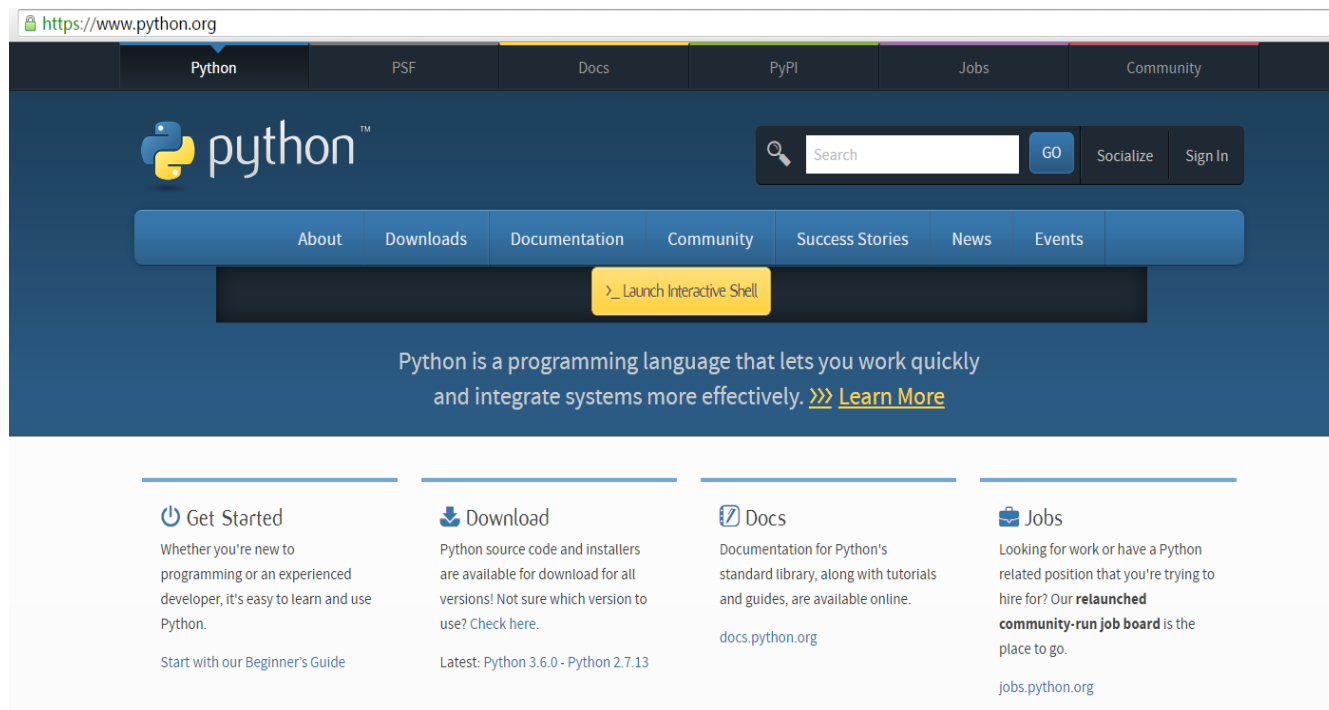 https://www.python.org
Python PSF Docs PyPI Jobs Community
python™
Search GO Socialize Sign In
About Downloads Documentation Community Success Stories News Events
>_ Launch Interactive Shell
Python is a programming language that lets you work quickly
and integrate systems more effectively. >>> Learn More
Get Started
Whether you're new to
programming or an experienced
developer, it's easy to learn and use
Python.
Start with our Beginner's Guide
Download
Python source code and installers
are available for download for all
versions! Not sure which version to
use? Check here.
Latest: Python 3.6.0 - Python 2.7.13
Docs
Documentation for Python's
standard library, along with tutorials
and guides, are available online.
docs.python.org
Jobs
Looking for work or have a Python
related position that you're trying to
hire for? Our relaunched
community-run job board is the
place to go.
jobs.python.org